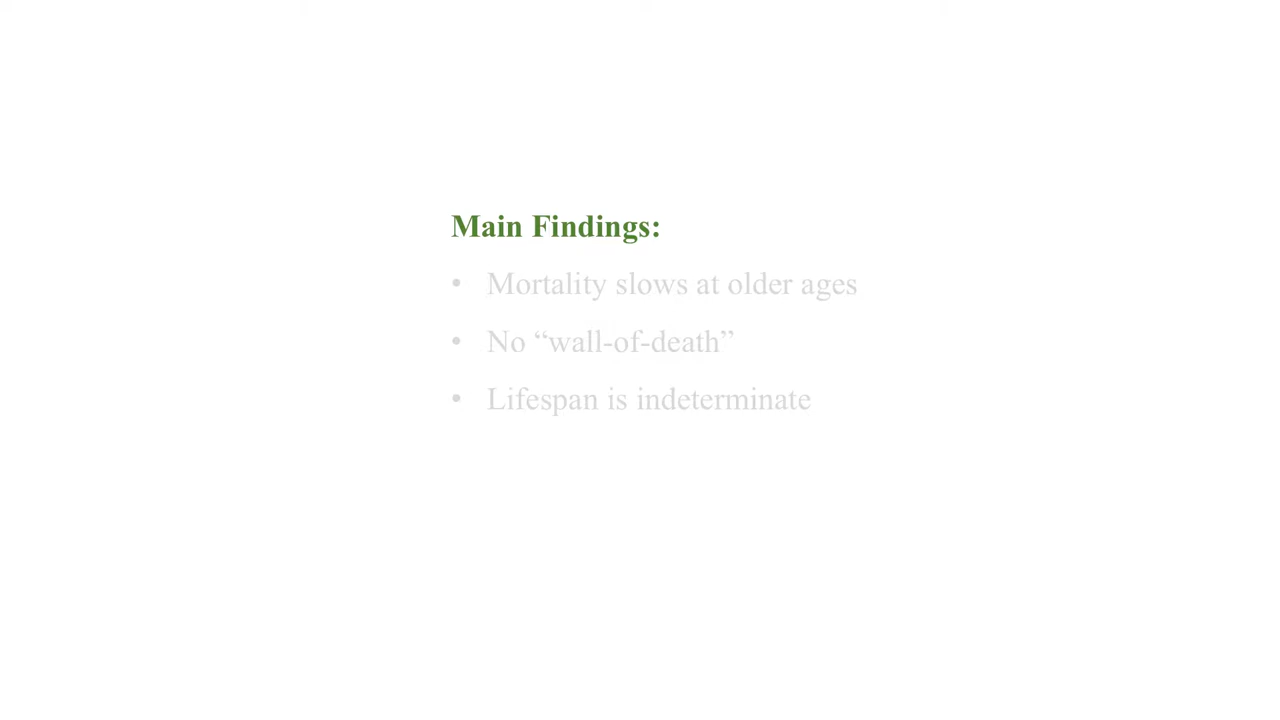 Main Findings:
• Mortality slows at older ages
• No “wall-of-death”
• Lifespan is indeterminate